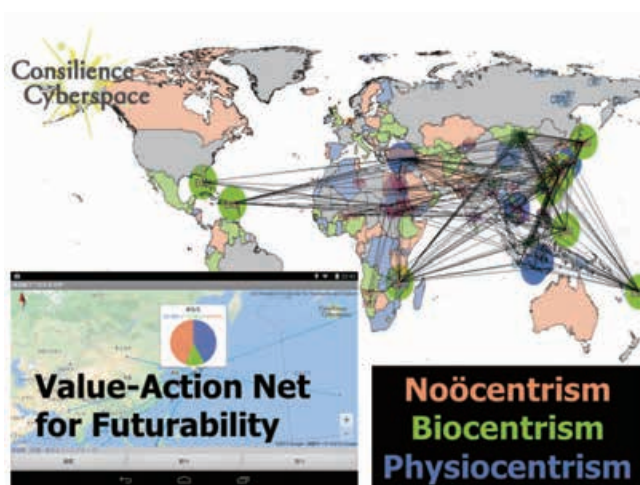 Consilience
Cyberspace
Value-Action Net
for Futurability
Noöcentrism
Biocentrism
Physiocentrism